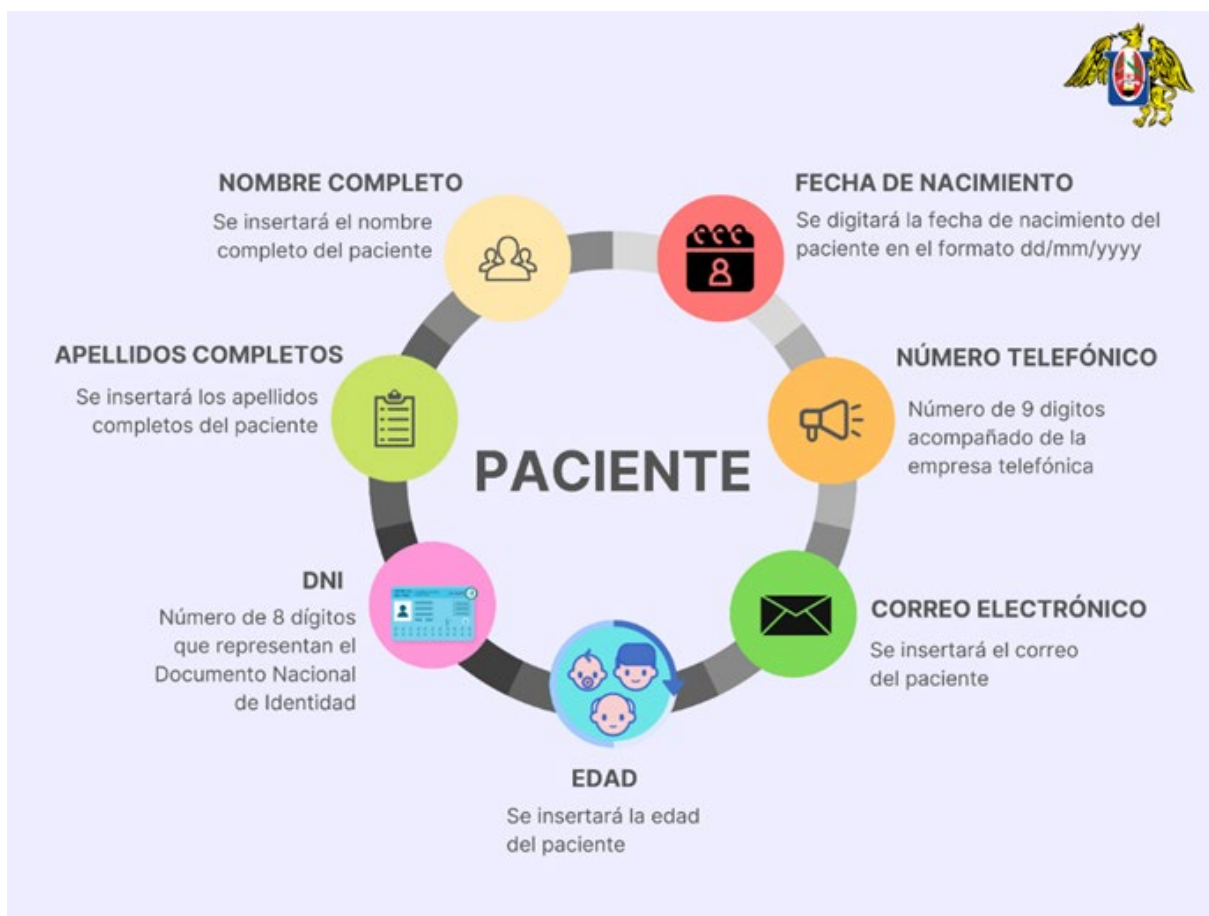 NOMBRE COMPLETO
Se insertará el nombre
completo del paciente
FECHA DE NACIMIENTO
Se digitará la fecha de nacimiento del
paciente en el formato dd/mm/yyyy
APELLIDOS COMPLETOS
Se insertará los apellidos
completos del paciente
NÚMERO TELEFÓNICO
Número de 9 digitos
acompañado de la
empresa telefónica
PACIENTE
DNI
Número de 8 dígitos
que representan el
Documento Nacional
de Identidad
CORREO ELECTRÓNICO
Se insertará el correo
del paciente
EDAD
Se insertará la edad
del paciente